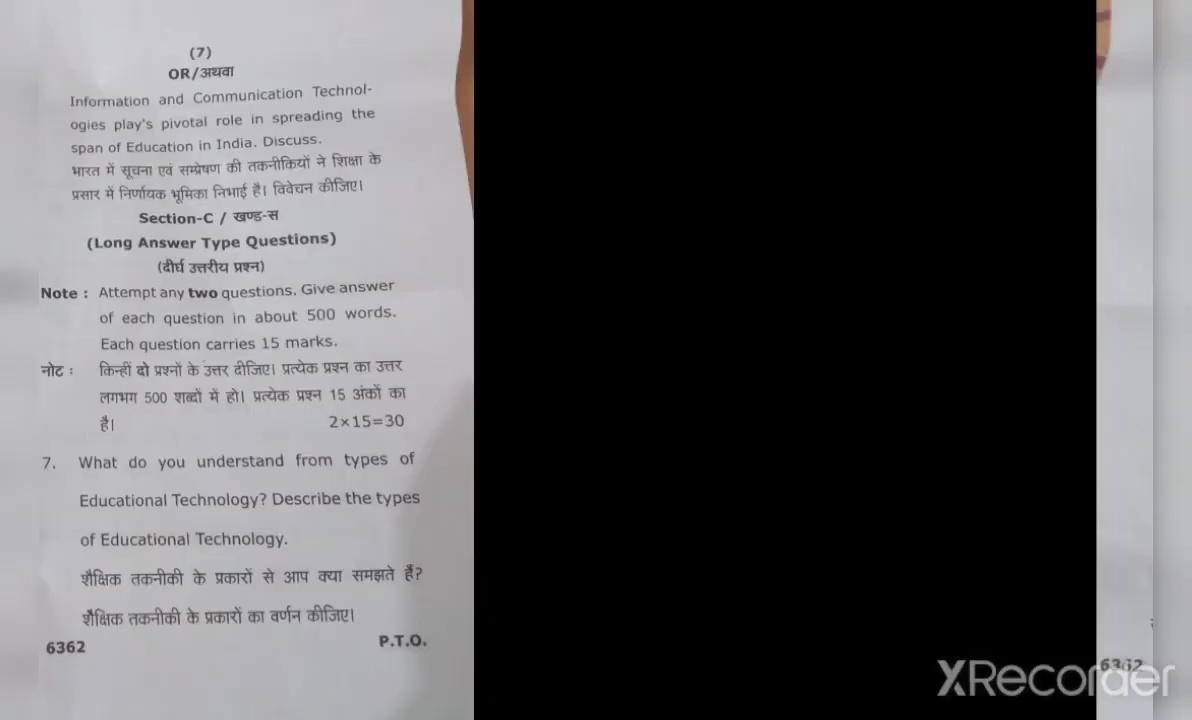 (7)
OR/अथवा
Information and Communication Technol-
ogies play's pivotal role in spreading the
span of Education in India. Discuss.
भारत में सूचना एवं सम्प्रेषण की तकनीकियों ने शिक्षा के
प्रसार में निर्णायक भूमिका निभाई है। विवेचन कीजिए।
Section-C / खण्ड-स
(Long Answer Type Questions)
(दीर्घ उत्तरीय प्रश्न)
Note : Attempt any two questions. Give answer
of each question in about 500 words.
Each question carries 15 marks.
नोट : किन्हीं दो प्रश्नों के उत्तर दीजिए। प्रत्येक प्रश्न का उत्तर
लगभग 500 शब्दों में हो। प्रत्येक प्रश्न 15 अंकों का
है। 2×15=30
7. What do you understand from types of
Educational Technology? Describe the types
of Educational Technology.
शैक्षिक तकनीकी के प्रकारों से आप क्या समझते हैं?
शैक्षिक तकनीकी के प्रकारों का वर्णन कीजिए।
6362 P.T.O.
6362
XRecorder